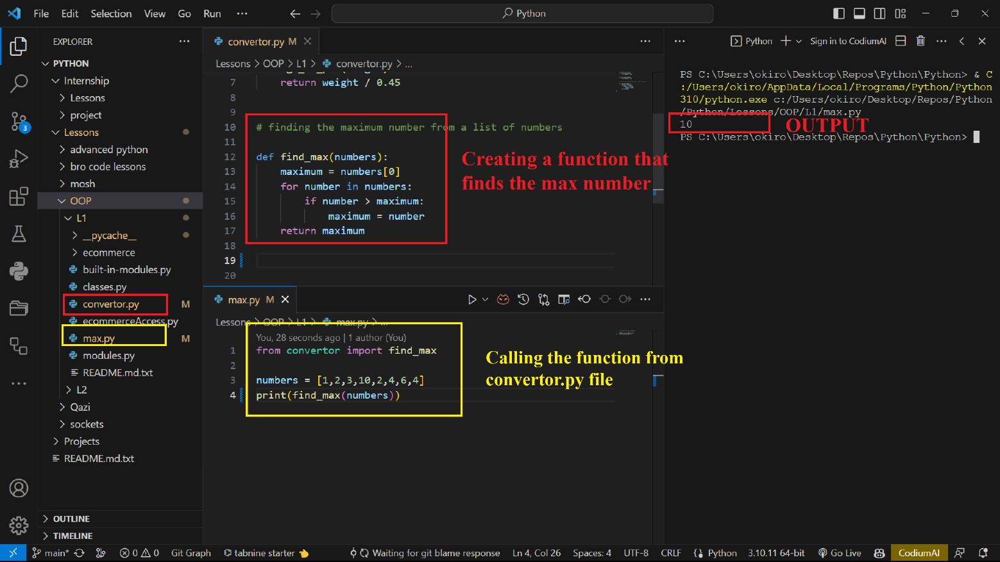 File Edit Selection View Go Run ···
Python
EXPLORER
PYTHON
Internship
Lessons
project
Lessons
advanced python
bro code lessons
mosh
OOP
L1
__pycache__
ecommerce
built-in-modules.py
classes.py
convertor.py M
ecommerceAccess.py
max.py M
modules.py
README.md.txt
L2
Qazi
sockets
Projects
README.md.txt
OUTLINE
TIMELINE
3
convertor.py M
Lessons > OOP > L1 > convertor.py > ...
7 return weight / 0.45
8
9
10 # finding the maximum number from a list of numbers
11
12 def find_max(numbers):
13 maximum = numbers[0]
14 for number in numbers:
15 if number > maximum:
16 maximum = number
17 return maximum
18
19
20
Creating a function that
finds the max number
max.py M
Lessons > OOP > L1 > max.py > ...
You, 28 seconds ago | 1 author (You)
1 from convertor import find_max
2
3 numbers = [1,2,3,10,2,4,6,4]
4 print(find_max(numbers))
Calling the function from
convertor.py file
Python Sign in to CodiumAI
PS C:\Users\okiro\Desktop\Repos\Python\Python> & C
:/Users/okiro/AppData/Local/Programs/Python/Python
310/python.exe c:/Users/okiro/Desktop/Repos/Python
/Python/Lessons/OOP/L1/max.py
10
OUTPUT
PS C:\Users\okiro\Desktop\Repos\Python\Python>
main* 0 0 Git Graph tabnine starter Waiting for git blame response Ln 4, Col 26 Spaces: 4 UTF-8 CRLF Python 3.10.11 64-bit Go Live CodiumAI